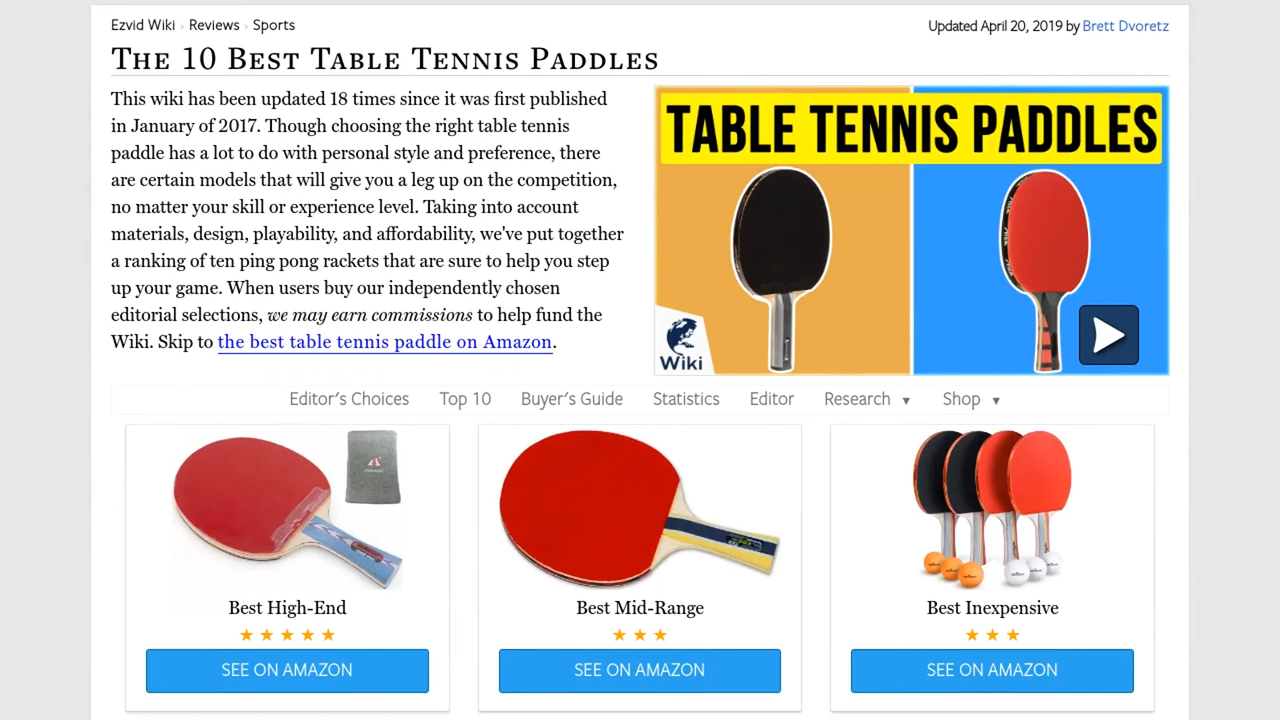 Ezvid Wiki › Reviews › Sports
Updated April 20, 2019 by Brett Dvoretz
The 10 Best Table Tennis Paddles
This wiki has been updated 18 times since it was first published
in January of 2017. Though choosing the right table tennis
paddle has a lot to do with personal style and preference, there
are certain models that will give you a leg up on the competition,
no matter your skill or experience level. Taking into account
materials, design, playability, and affordability, we've put together
a ranking of ten ping pong rackets that are sure to help you step
up your game. When users buy our independently chosen
editorial selections, we may earn commissions to help fund the
Wiki. Skip to the best table tennis paddle on Amazon.
TABLE TENNIS PADDLES
Wiki
Editor's Choices Top 10 Buyer's Guide Statistics Editor Research ▼ Shop ▼
Best High-End Best Mid-Range Best Inexpensive
★ ★ ★ ★ ★ ★ ★ ★ ★ ★ ★
SEE ON AMAZON SEE ON AMAZON SEE ON AMAZON